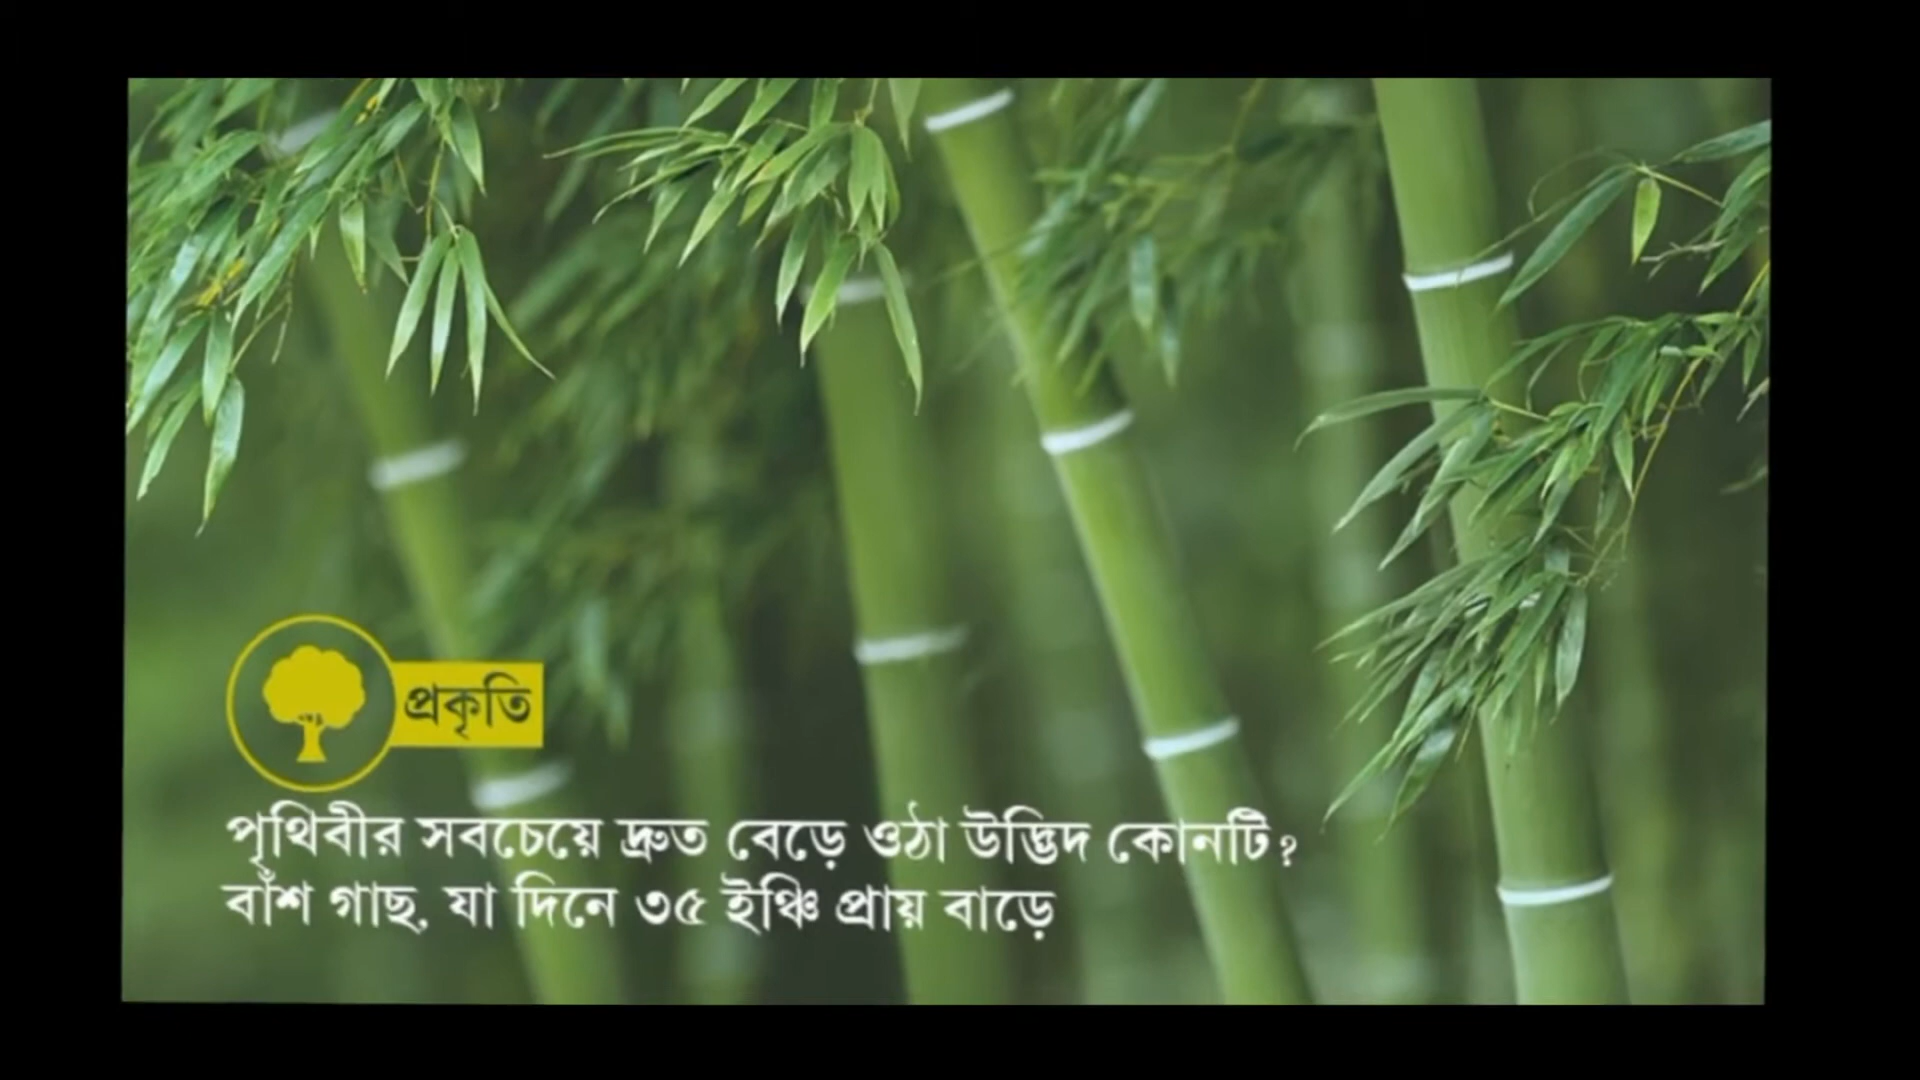 প্রকৃতি
পৃথিবীর সবচেয়ে দ্রুত বেড়ে ওঠা উদ্ভিদ কোনটি?
বাঁশ গাছ, যা দিনে ৩৫ ইঞ্চি প্রায় বাড়ে